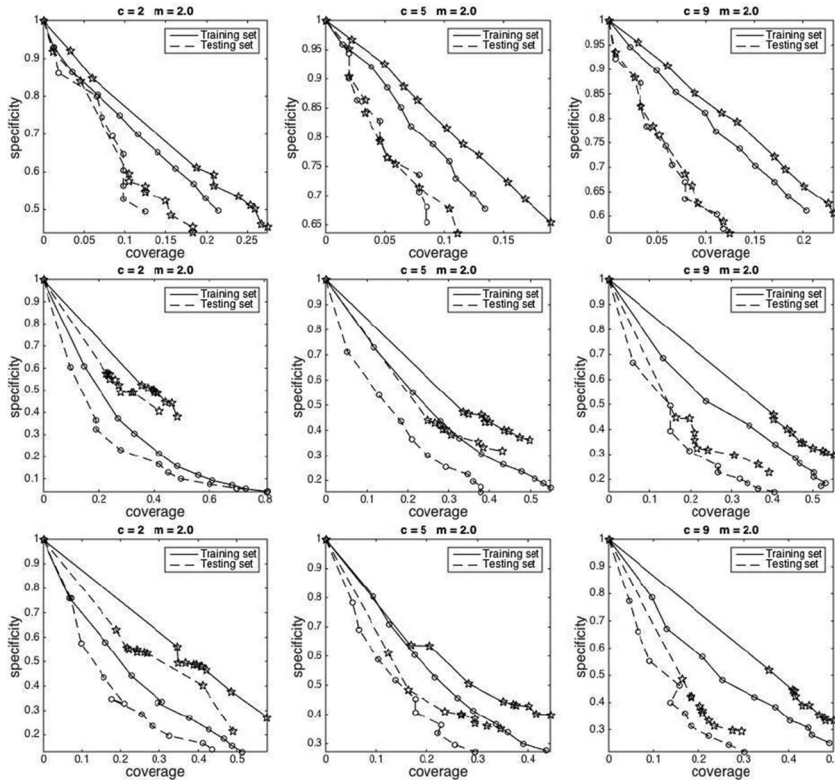 c = 2 m = 2.0
1
0.9
0.8
0.7
0.6
0.5
specificity
0 0.05 0.1 0.15 0.2 0.25
coverage
Training set
Testing set
c = 5 m = 2.0
1
0.95
0.9
0.85
0.8
0.75
0.7
0.65
specificity
0 0.05 0.1 0.15
coverage
Training set
Testing set
c = 9 m = 2.0
1
0.95
0.9
0.85
0.8
0.75
0.7
0.65
0.6
specificity
0 0.05 0.1 0.15 0.2
coverage
Training set
Testing set
c = 2 m = 2.0
1
0.9
0.8
0.7
0.6
0.5
0.4
0.3
0.2
0.1
specificity
0 0.2 0.4 0.6 0.8
coverage
Training set
Testing set
c = 5 m = 2.0
1
0.9
0.8
0.7
0.6
0.5
0.4
0.3
0.2
specificity
0 0.1 0.2 0.3 0.4 0.5
coverage
Training set
Testing set
c = 9 m = 2.0
1
0.9
0.8
0.7
0.6
0.5
0.4
0.3
0.2
specificity
0 0.1 0.2 0.3 0.4 0.5
coverage
Training set
Testing set
c = 2 m = 2.0
1
0.9
0.8
0.7
0.6
0.5
0.4
0.3
0.2
specificity
0 0.1 0.2 0.3 0.4 0.5
coverage
Training set
Testing set
c = 5 m = 2.0
1
0.9
0.8
0.7
0.6
0.5
0.4
0.3
specificity
0 0.1 0.2 0.3 0.4
coverage
Training set
Testing set
c = 9 m = 2.0
1
0.9
0.8
0.7
0.6
0.5
0.4
0.3
specificity
0 0.1 0.2 0.3 0.4
coverage
Training set
Testing set